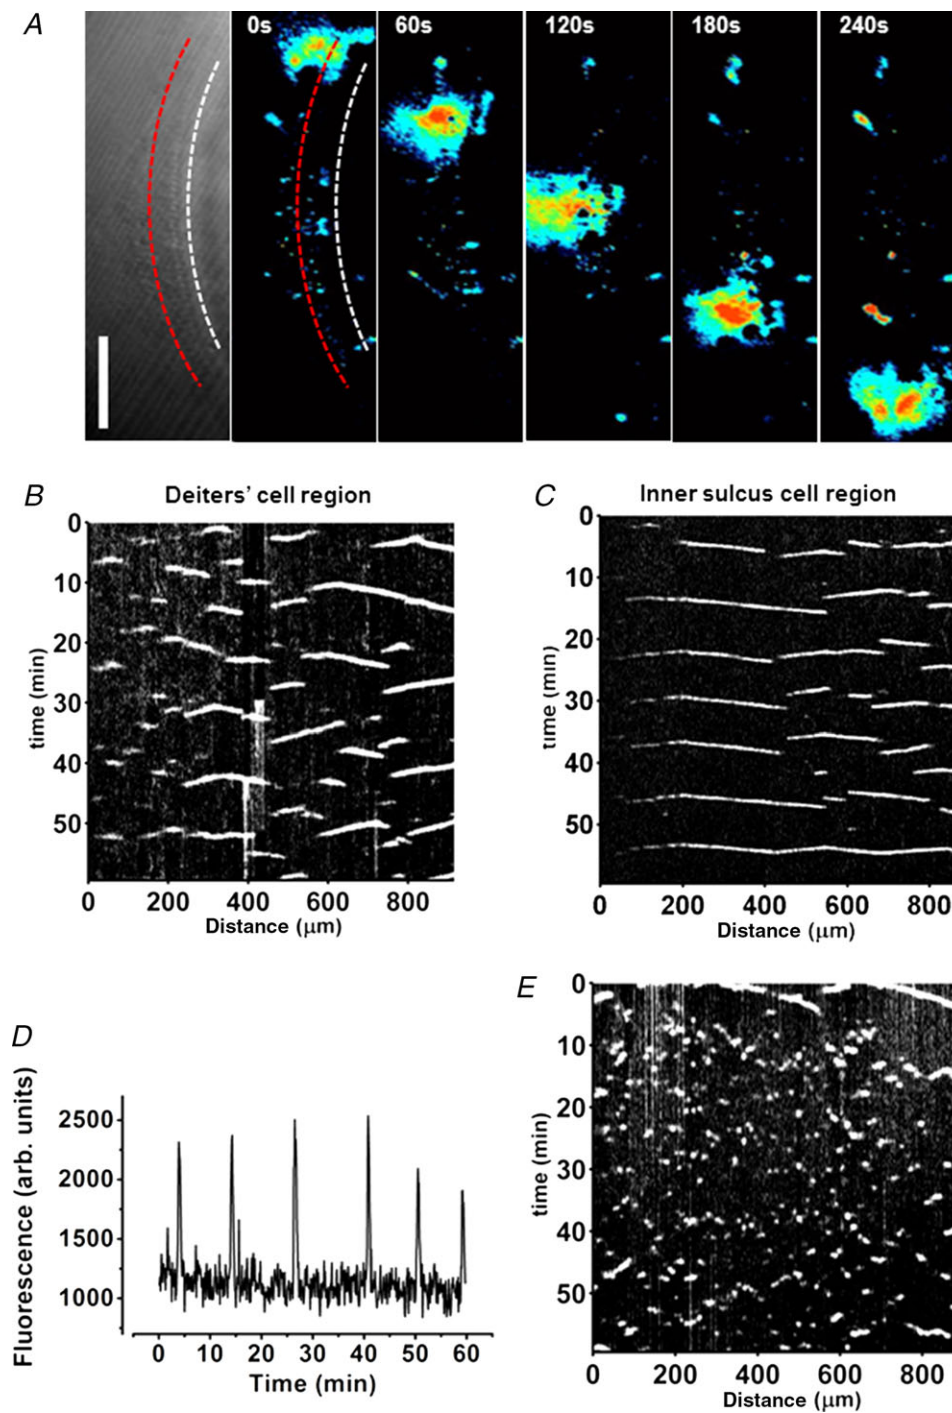 A
0s 60s 120s 180s 240s
B Deiters' cell region
0
10
20
30
40
50
time (min)
0 200 400 600 800
Distance (μm)
C Inner sulcus cell region
0
10
20
30
40
50
time (min)
0 200 400 600 800
Distance (μm)
D
2500
2000
1500
1000
Fluorescence (arb. units)
0 10 20 30 40 50 60
Time (min)
E
0
10
20
30
40
50
time (min)
0 200 400 600 800
Distance (μm)